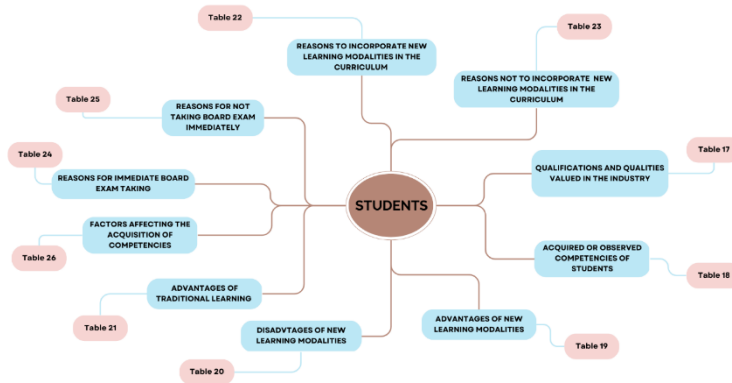 Table 22
REASONS TO INCORPORATE NEW
LEARNING MODALITIES IN THE
CURRICULUM
Table 23
REASONS NOT TO INCORPORATE NEW
LEARNING MODALITIES IN THE
CURRICULUM
Table 25
REASONS FOR NOT
TAKING BOARD EXAM
IMMEDIATELY
Table 24
REASONS FOR IMMEDIATE BOARD
EXAM TAKING
Table 17
QUALIFICATIONS AND QUALITIES
VALUED IN THE INDUSTRY
STUDENTS
FACTORS AFFECTING THE
ACQUISITION OF
COMPETENCIES
Table 26
ACQUIRED OR OBSERVED
COMPETENCIES OF
STUDENTS
Table 18
ADVANTAGES OF
TRADITIONAL LEARNING
Table 21
DISADVTAGES OF NEW
LEARNING MODALITIES
Table 20
ADVANTAGES OF NEW
LEARNING MODALITIES
Table 19